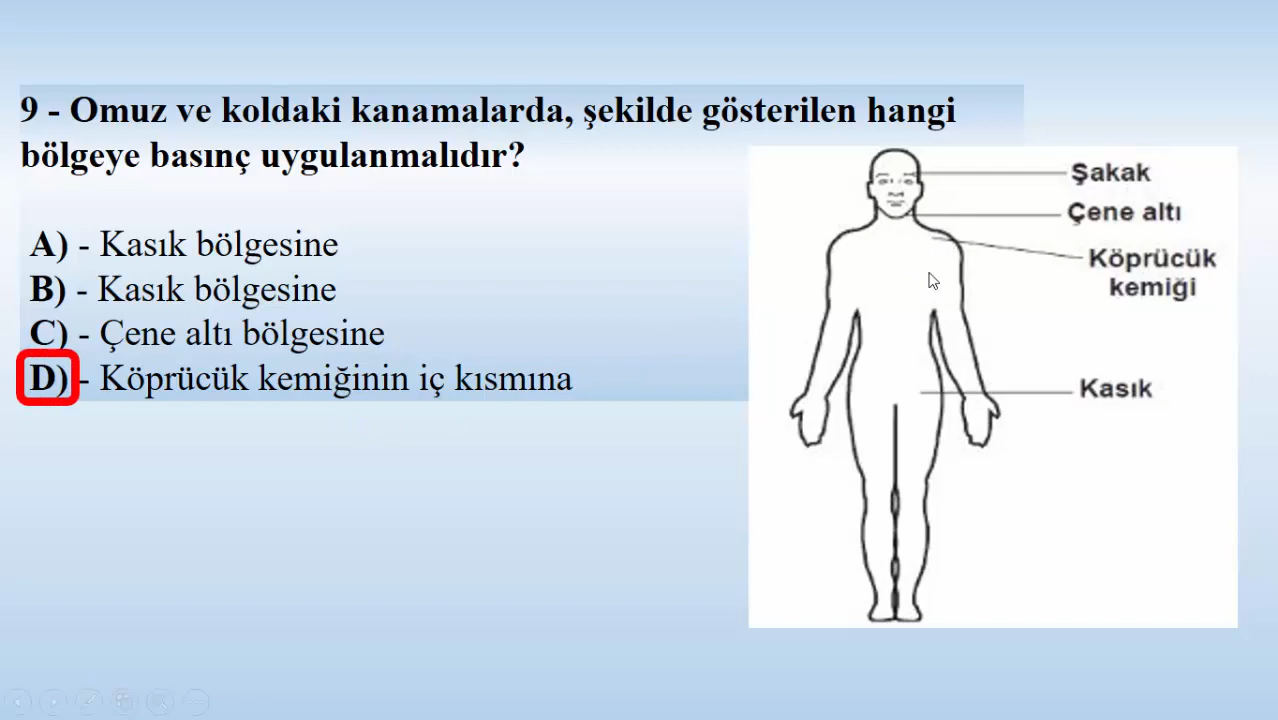 9 - Omuz ve koldaki kanamalarda, şekilde gösterilen hangi
bölgeye basınç uygulanmalıdır?
A) - Kasık bölgesine
B) - Kasık bölgesine
C) - Çene altı bölgesine
D) - Köprücük kemiğinin iç kısmına
Şakak
Çene altı
Köprücük
kemiği
Kasık